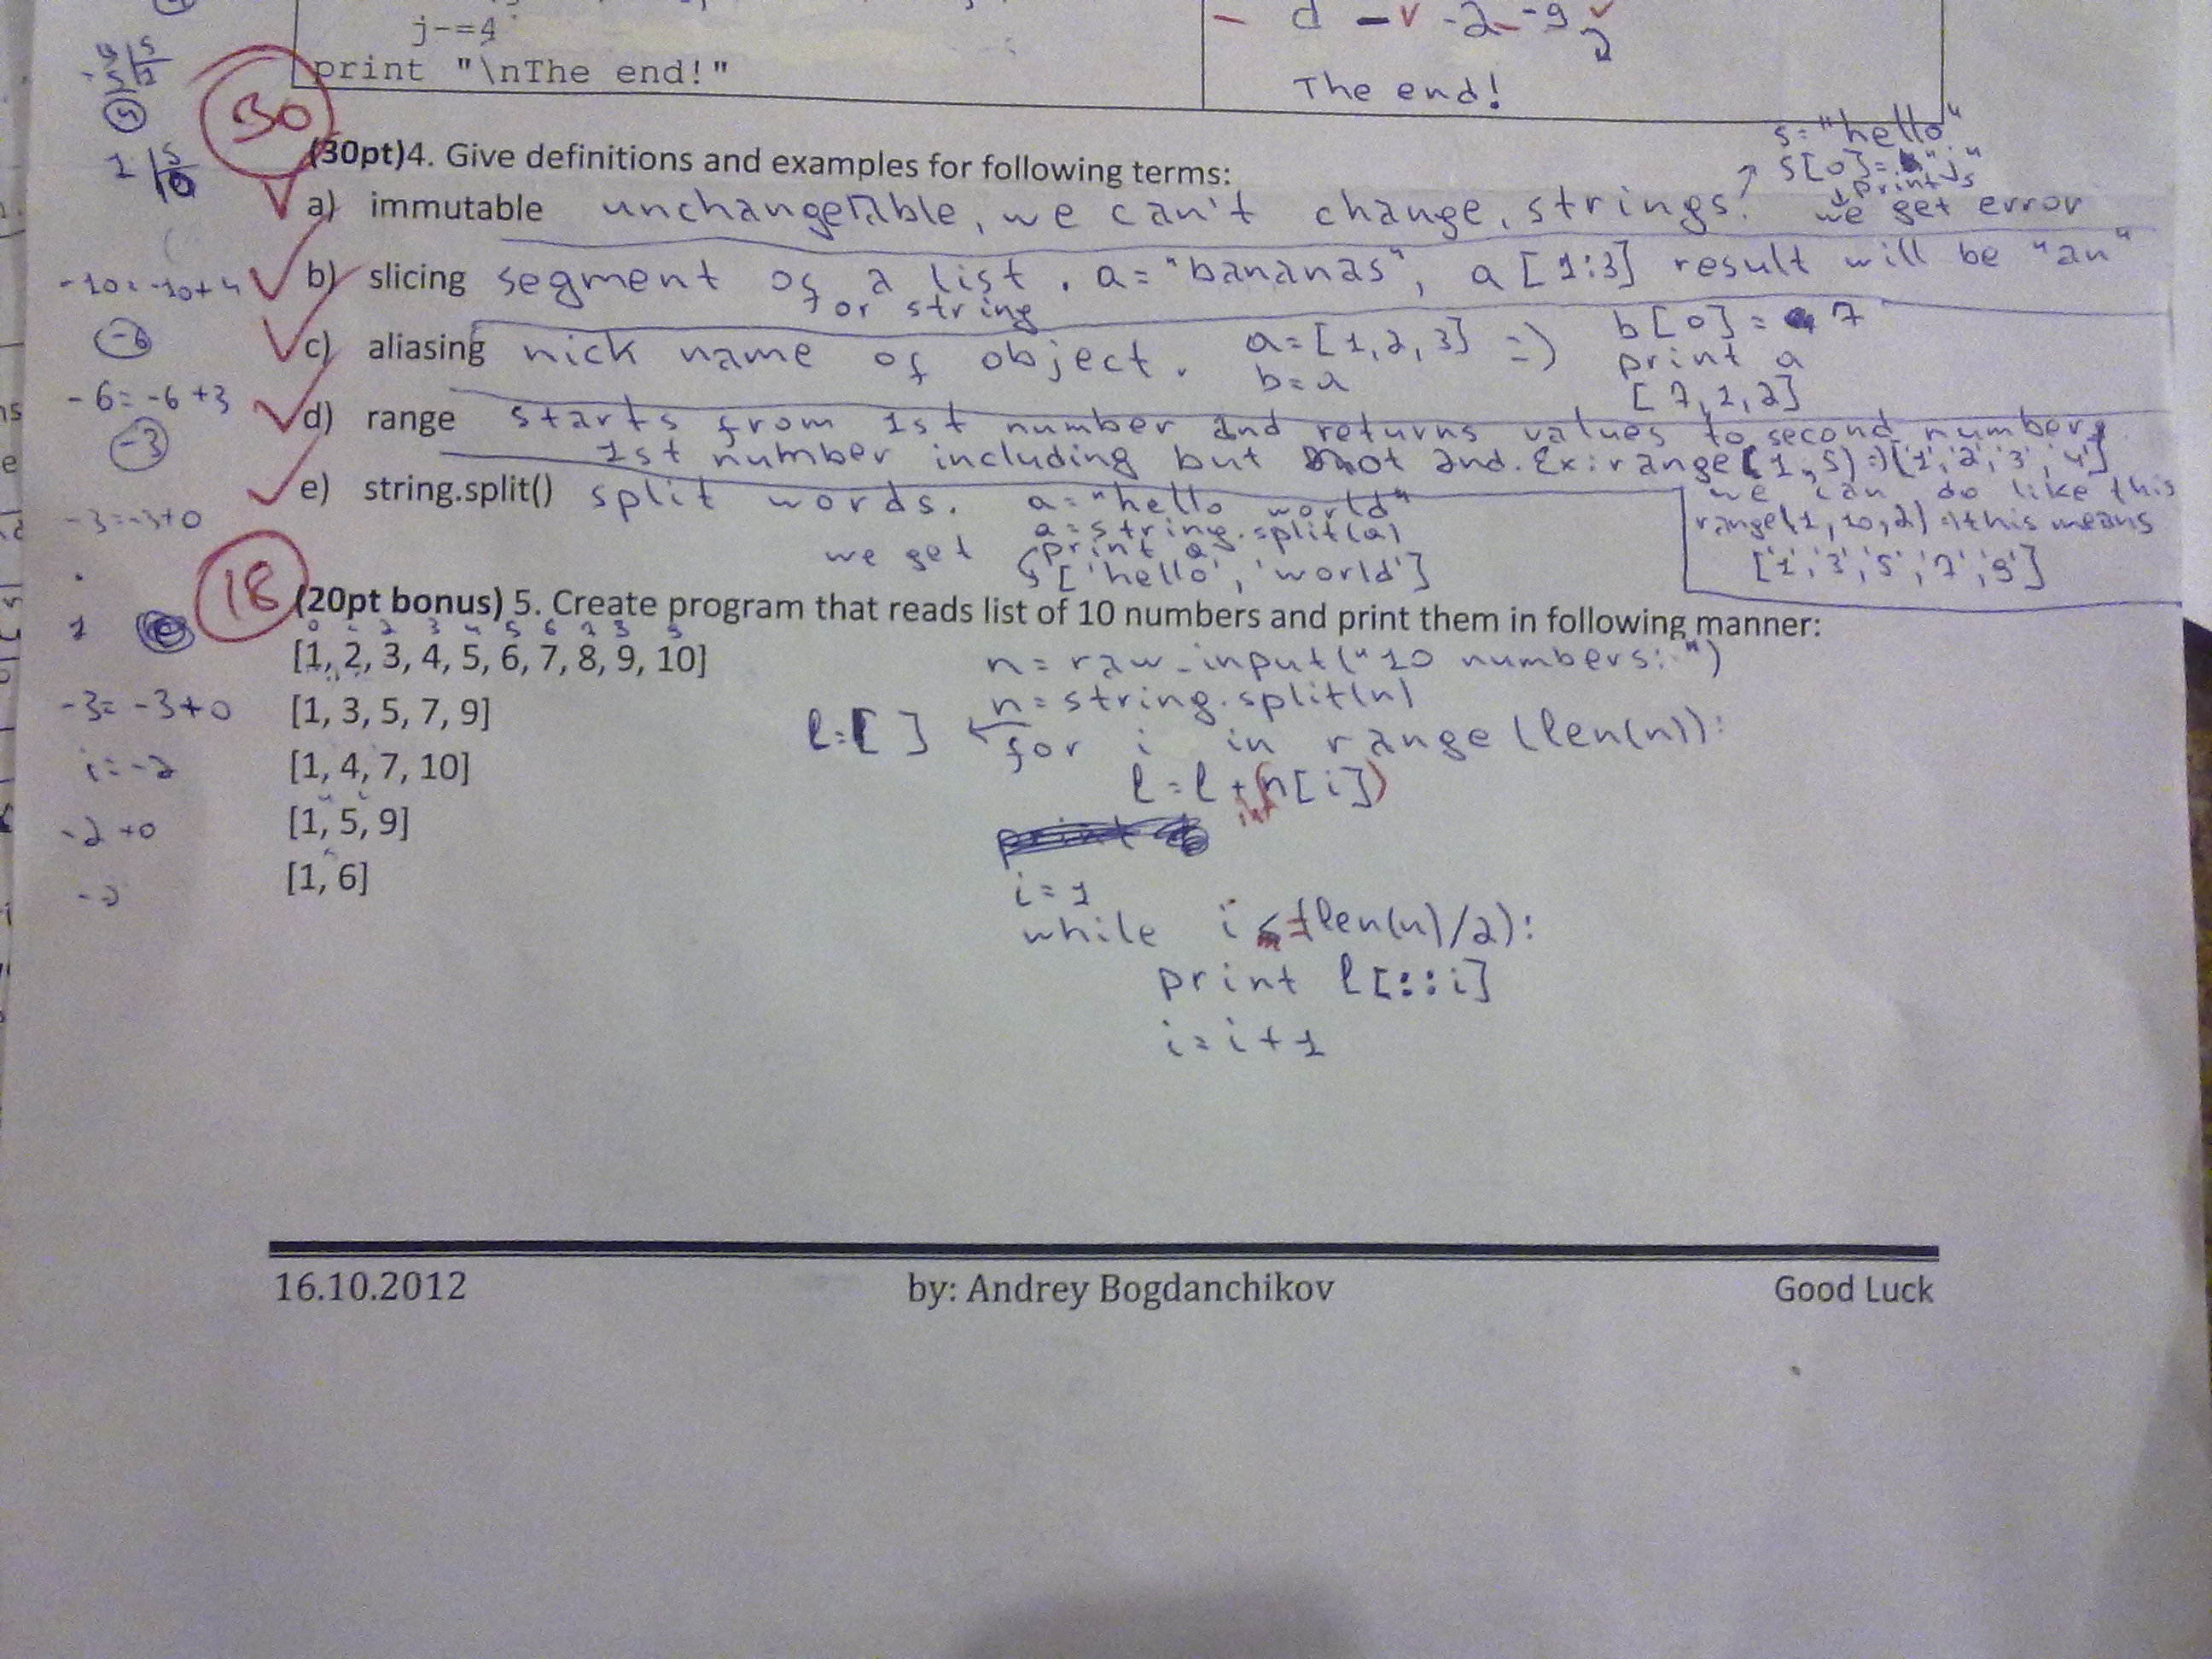 j-=4
print "\nThe end!"
d -2 -9
The end!
30
(30pt)4. Give definitions and examples for following terms:
s="hello"
s[0]="j"
print s
we get error
a) immutable unchangeable, we can't change, strings.
b) slicing segment of a list. a="bananas", a[1:3] result will be "an"
or string
c) aliasing nick name of object. a=[1,2,3] => b[0]=7
b=a print a
[7,2,2]
d) range starts from 1st number and returns values to second number,
1st number including but not 2nd. Ex: range(1,5)=>['1','2','3','4']
we can do like this
range(1,10,2) => this means
['1','3','5','7','9']
e) string.split() split words. a="hello world"
a=string.split(a)
print a
we get ['hello', 'world']
18
(20pt bonus) 5. Create program that reads list of 10 numbers and print them in following manner:
0 1 2 3 4 5 6 7 8 9
[1, 2, 3, 4, 5, 6, 7, 8, 9, 10]
[1, 3, 5, 7, 9]
[1, 4, 7, 10]
[1, 5, 9]
[1, 6]
n=raw_input("10 numbers: ")
n=string.split(n)
l=[ ]
for i in range(len(n)):
l=l+int(n[i])
i=1
while i<=(len(n)/2):
print l[::i]
i=i+1
-10=-10+4
-6
-6=-6+3
-3
-3=-3+0
1
-3=-3+0
i=-2
-2+0
-2
16.10.2012 by: Andrey Bogdanchikov Good Luck